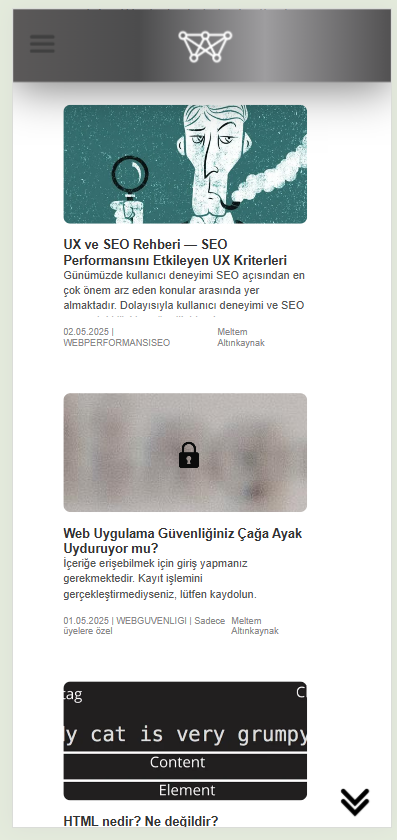 UX ve SEO Rehberi — SEO
Performansını Etkileyen UX Kriterleri
Günümüzde kullanıcı deneyimi SEO açısından en
çok önem arz eden konular arasında yer
almaktadır. Dolayısıyla kullanıcı deneyimi ve SEO
02.05.2025 | Meltem
WEBPERFORMANSISEO Altınkaynak
Web Uygulama Güvenliğiniz Çağa Ayak
Uyduruyor mu?
İçeriğe erişebilmek için giriş yapmanız
gerekmektedir. Kayıt işlemini
gerçekleştirmediyseniz, lütfen kaydolun.
01.05.2025 | WEBGUVENLIGI | Sadece Meltem
üyelere özel Altınkaynak
tag C
y cat is very grumpy
Content
Element
HTML nedir? Ne değildir?